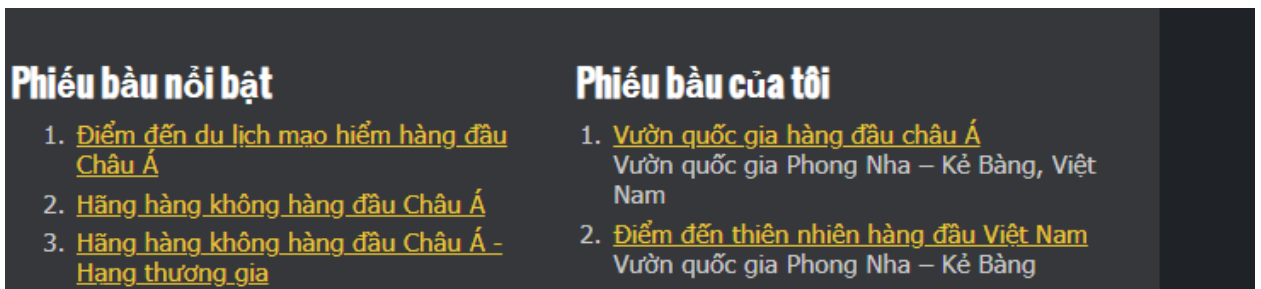 Phiếu bầu nổi bật
1. Điểm đến du lịch mạo hiểm hàng đầu
Châu Á
2. Hãng hàng không hàng đầu Châu Á
3. Hãng hàng không hàng đầu Châu Á -
Hạng thương gia
Phiếu bầu của tôi
1. Vườn quốc gia hàng đầu châu Á
Vườn quốc gia Phong Nha – Kẻ Bàng, Việt
Nam
2. Điểm đến thiên nhiên hàng đầu Việt Nam
Vườn quốc gia Phong Nha – Kẻ Bàng